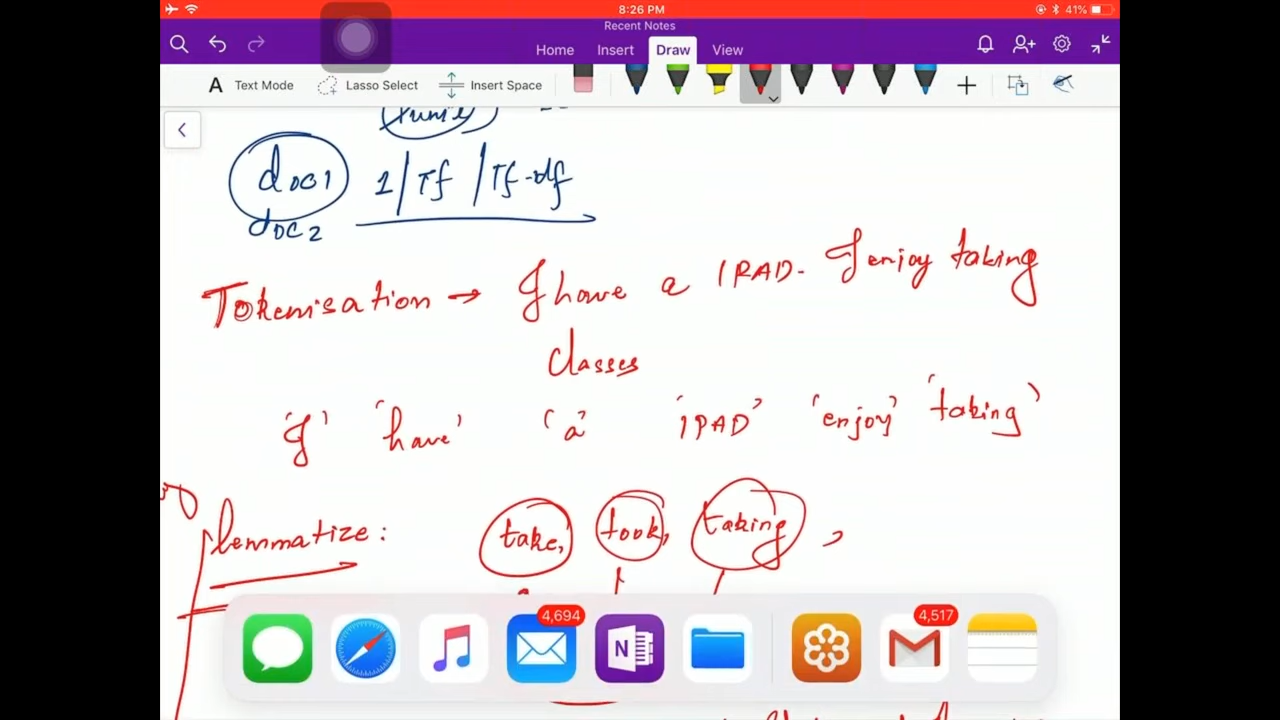 8:26 PM
41%
Recent Notes
Home Insert Draw View
A Text Mode Lasso Select Insert Space
doc1 1/Tf/Tf-df
doc2
Tokenisation → I have a IPAD. I enjoy taking
classes
'I' 'have' 'a' 'IPAD' 'enjoy' 'taking'
lemmatize: take, took, taking,
4,694 4,517
N